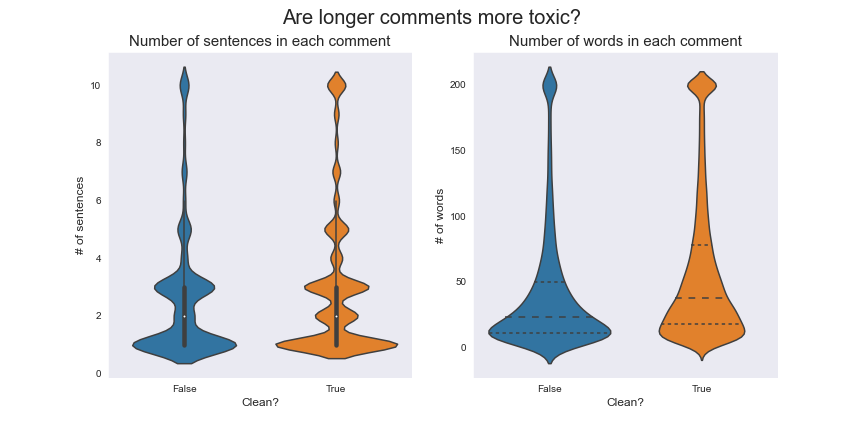 Are longer comments more toxic?
Number of sentences in each comment
# of sentences
10
8
6
4
2
0
False
True
Clean?
Number of words in each comment
# of words
200
150
100
50
0
False
True
Clean?